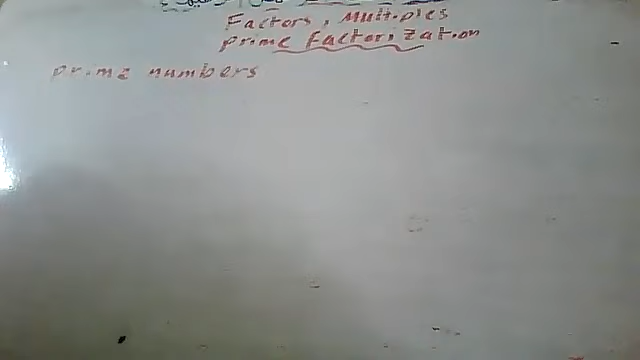 Factors, Multiples
prime factorization
prime numbers